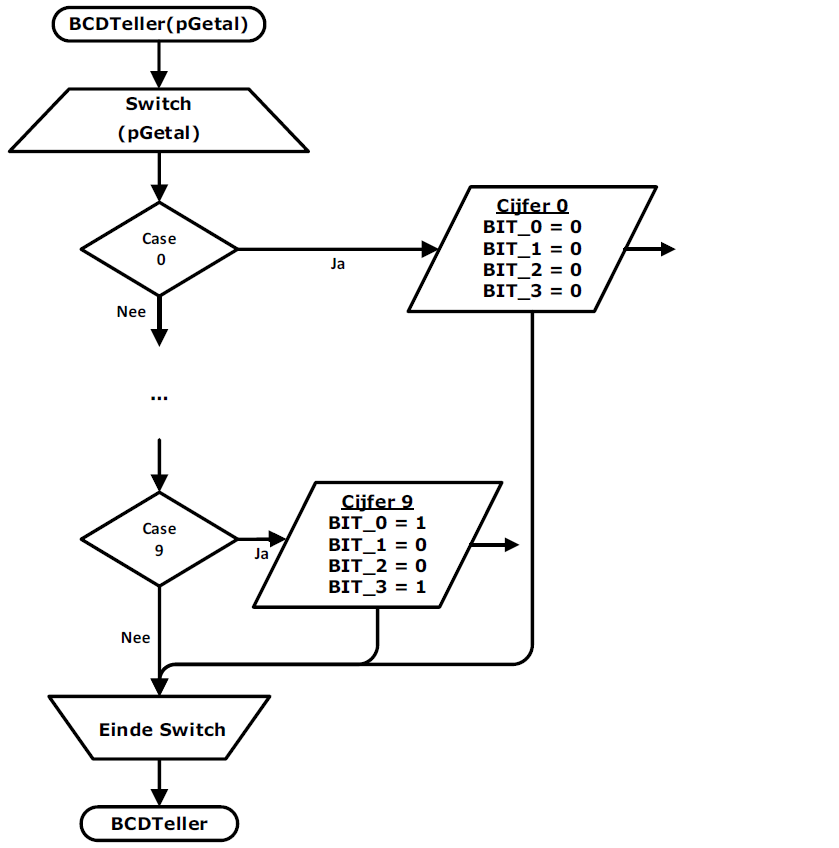 BCDTeller(pGetal)
Switch
(pGetal)
Case
0
Ja
Nee
Cijfer 0
BIT_0 = 0
BIT_1 = 0
BIT_2 = 0
BIT_3 = 0
...
Case
9
Ja
Nee
Cijfer 9
BIT_0 = 1
BIT_1 = 0
BIT_2 = 0
BIT_3 = 1
Einde Switch
BCDTeller